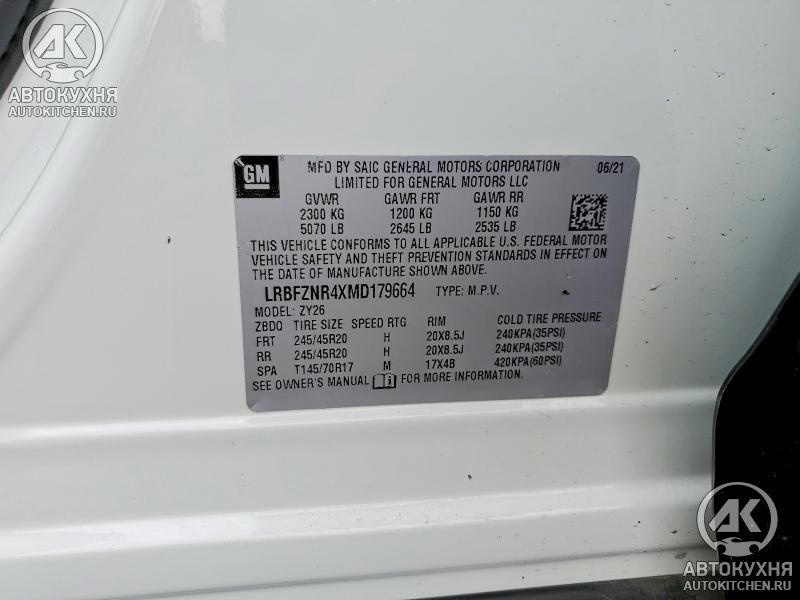 AK
АВТОКУХНЯ
AUTOKITCHEN.RU
GM ®
MFD BY SAIC GENERAL MOTORS CORPORATION 06/21
LIMITED FOR GENERAL MOTORS LLC
GVWR GAWR FRT GAWR RR
2300 KG 1200 KG 1150 KG
5070 LB 2645 LB 2535 LB
THIS VEHICLE CONFORMS TO ALL APPLICABLE U.S. FEDERAL MOTOR
VEHICLE SAFETY AND THEFT PREVENTION STANDARDS IN EFFECT ON
THE DATE OF MANUFACTURE SHOWN ABOVE.
LRBFZNR4XMD179664 TYPE: M.P.V.
MODEL: ZY26
ZBDQ TIRE SIZE SPEED RTG RIM COLD TIRE PRESSURE
FRT 245/45R20 H 20X8.5J 240KPA(35PSI)
RR 245/45R20 H 20X8.5J 240KPA(35PSI)
SPA T145/70R17 M 17X4B 420KPA(60PSI)
SEE OWNER'S MANUAL FOR MORE INFORMATION.
AK
АВТОКУХНЯ
AUTOKITCHEN.RU